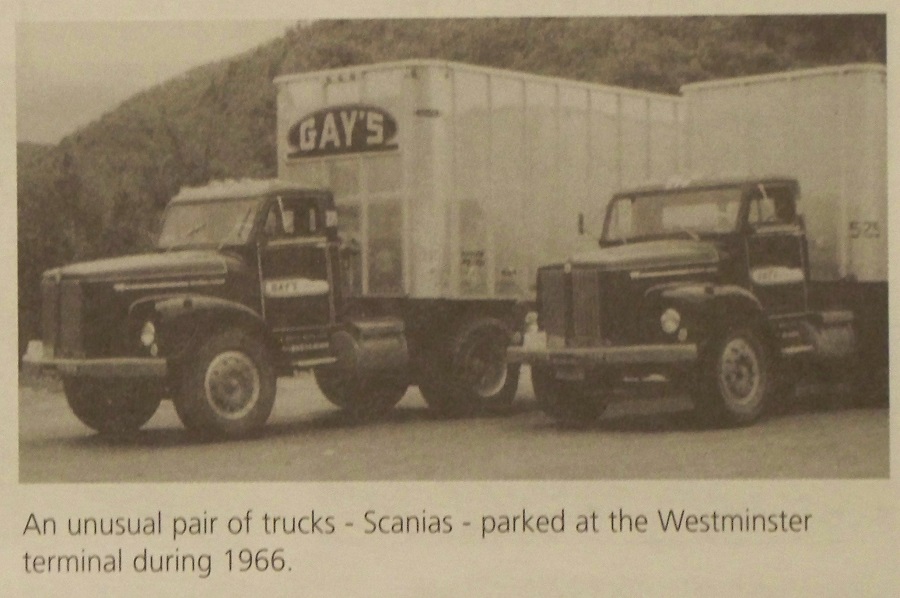 GAY'S
525
GAY'S
An unusual pair of trucks - Scanias - parked at the Westminster
terminal during 1966.